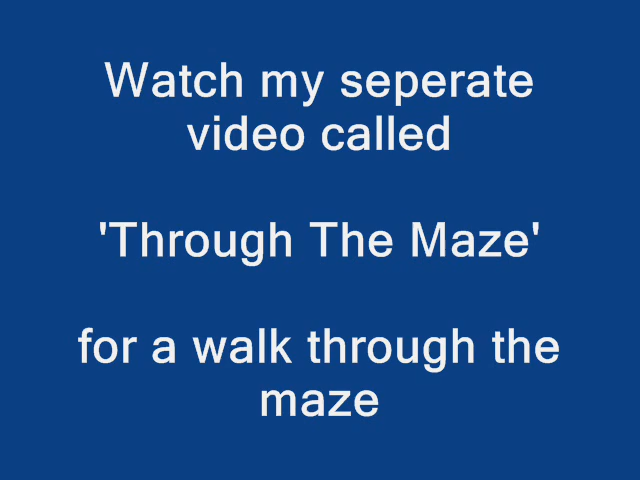 Watch my seperate
video called
'Through The Maze'
for a walk through the
maze